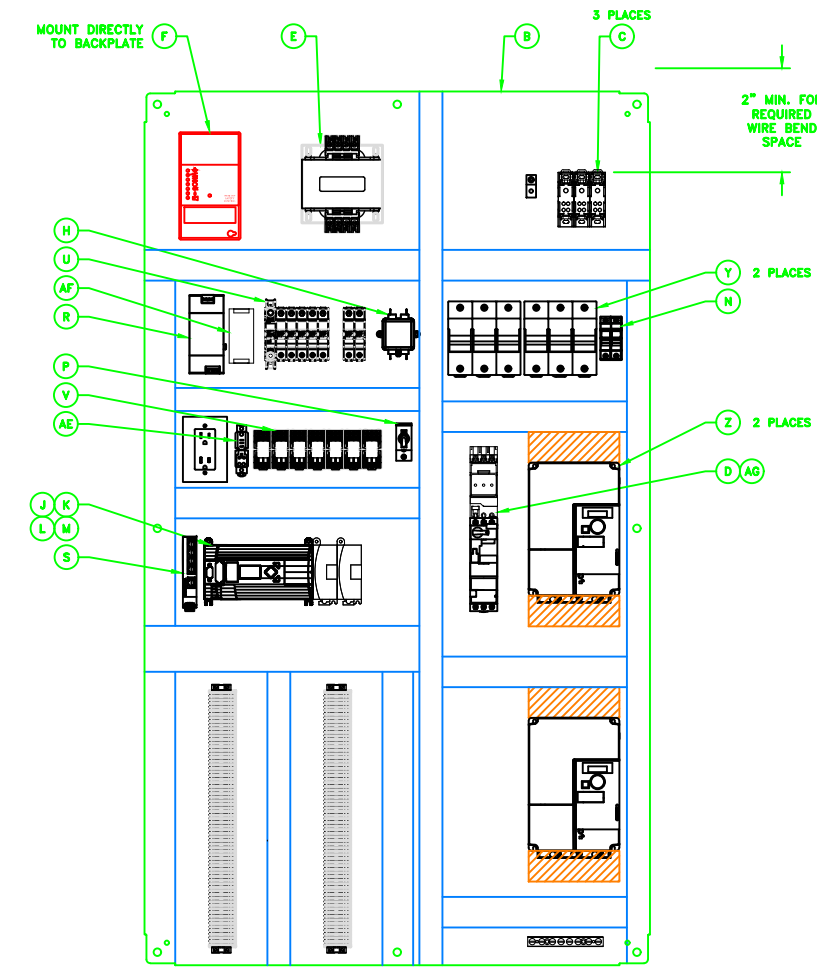 3 PLACES
MOUNT DIRECTLY
TO BACKPLATE
F
E
B
C
2" MIN. FO
REQUIRED
WIRE BEND
SPACE
H
U
AF
R
Y 2 PLACES
N
P
V
AE
Z 2 PLACES
D AG
J K
L M
S